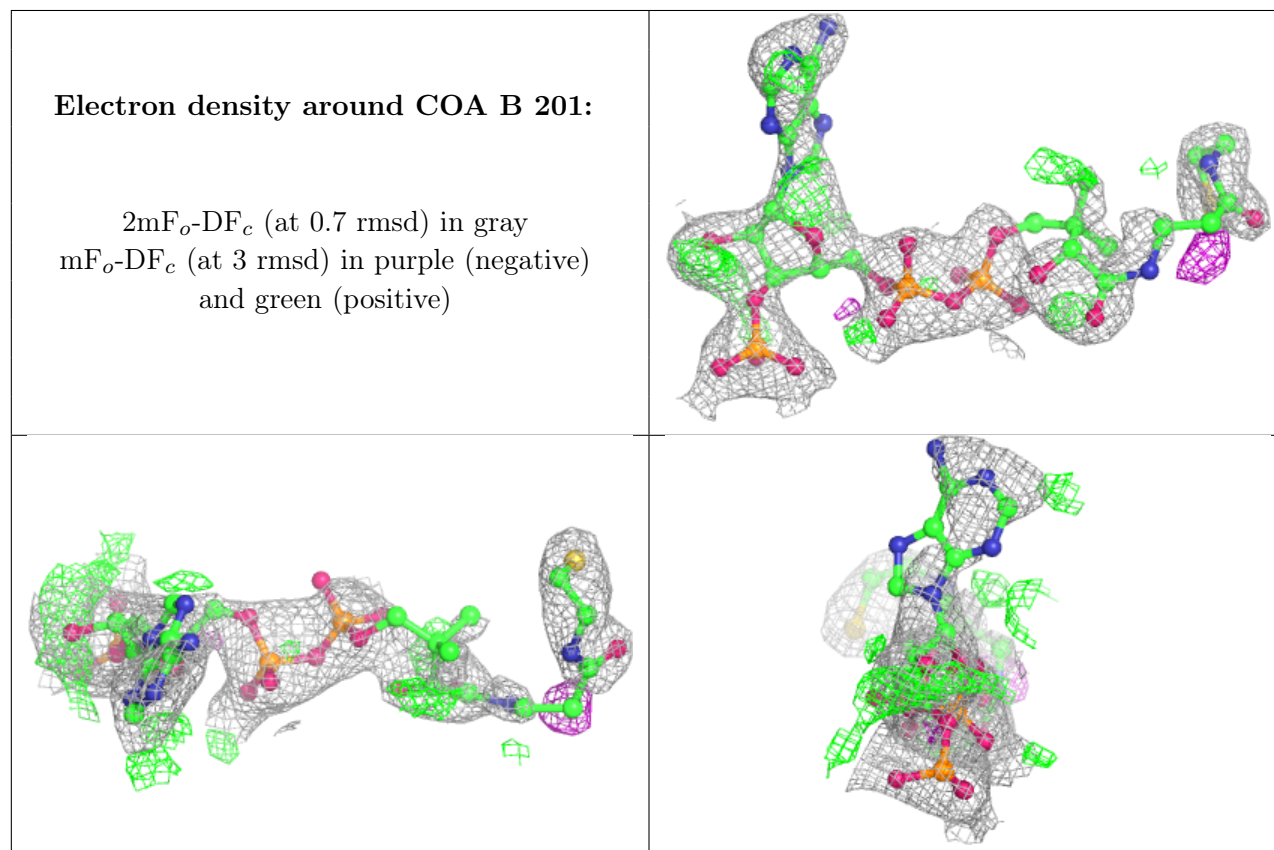 Electron density around COA B 201:
2mFₒ-DF𝒸 (at 0.7 rmsd) in gray
mFₒ-DF𝒸 (at 3 rmsd) in purple (negative)
and green (positive)